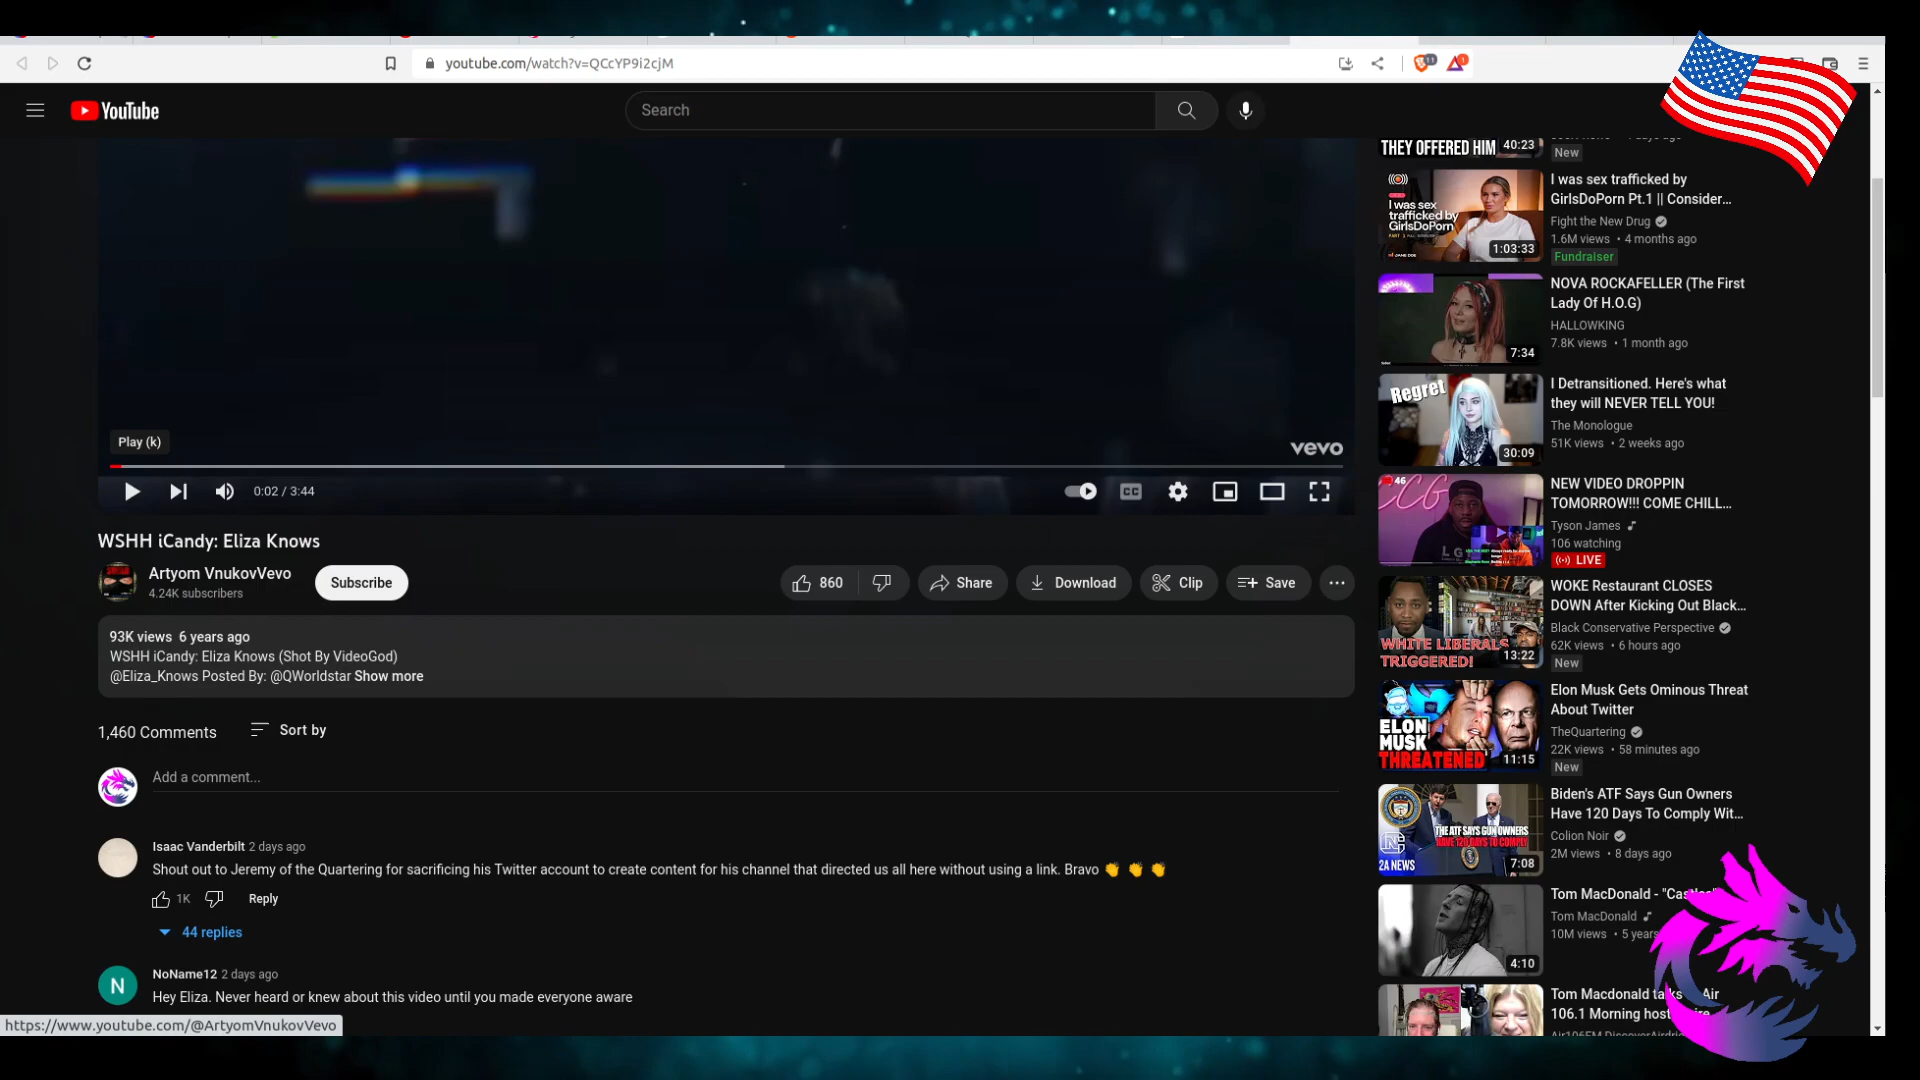 youtube.com/watch?v=QCcYP9i2cjM
11
1
YouTube
Search
vevo
Play (k)
0:02 / 3:44
CC
WSHH iCandy: Eliza Knows
Artyom VnukovVevo
4.24K subscribers
Subscribe
860
Share
Download
Clip
Save
93K views 6 years ago
WSHH iCandy: Eliza Knows (Shot By VideoGod)
@Eliza_Knows Posted By: @QWorldstar Show more
1,460 Comments
Sort by
Add a comment...
Isaac Vanderbilt 2 days ago
Shout out to Jeremy of the Quartering for sacrificing his Twitter account to create content for his channel that directed us all here without using a link. Bravo 👏 👏 👏
1K
Reply
44 replies
N
NoName12 2 days ago
Hey Eliza. Never heard or knew about this video until you made everyone aware
https://www.youtube.com/@ArtyomVnukovVevo
THEY OFFERED HIM
40:23
New
I was sex
trafficked by
GirlsDoPorn
1:03:33
I was sex trafficked by
GirlsDoPorn Pt.1 || Consider...
Fight the New Drug
1.6M views • 4 months ago
Fundraiser
7:34
NOVA ROCKAFELLER (The First
Lady Of H.O.G)
HALLOWKING
7.8K views • 1 month ago
Regret
30:09
I Detransitioned. Here's what
they will NEVER TELL YOU!
The Monologue
51K views • 2 weeks ago
46
NEW VIDEO DROPPIN
TOMORROW!!! COME CHILL...
Tyson James
106 watching
LIVE
WHITE LIBERALS
TRIGGERED!
13:22
WOKE Restaurant CLOSES
DOWN After Kicking Out Black...
Black Conservative Perspective
62K views • 6 hours ago
New
ELON
MUSK
THREATENED
11:15
Elon Musk Gets Ominous Threat
About Twitter
TheQuartering
22K views • 58 minutes ago
New
THE ATF SAYS GUN OWNERS
HAVE 120 DAYS TO COMPLY
2A NEWS
7:08
Biden's ATF Says Gun Owners
Have 120 Days To Comply Wit...
Colion Noir
2M views • 8 days ago
4:10
Tom MacDonald -
Tom MacDonald
10M views • 5 years
Tom Macdonald
106.1 Morning